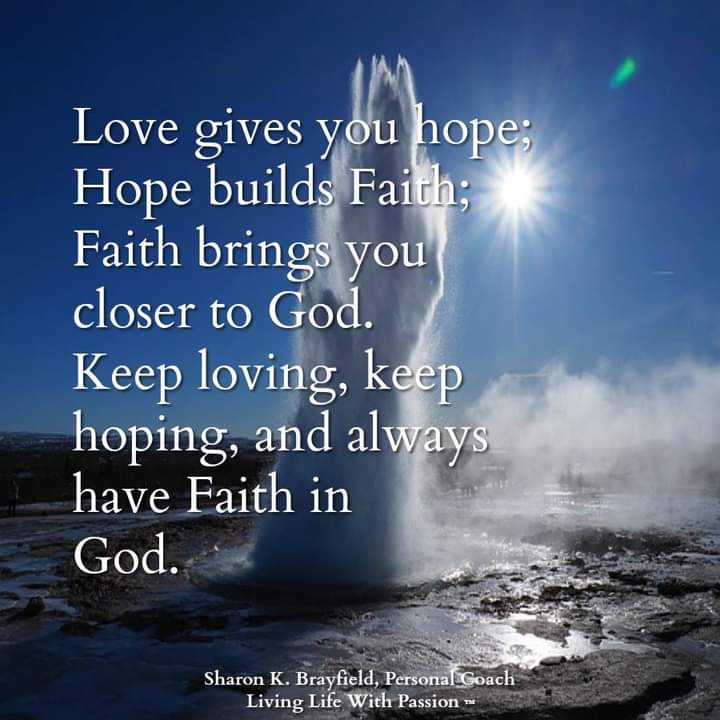 Love gives you hope;
Hope builds Faith;
Faith brings you
closer to God.
Keep loving, keep
hoping, and always
have Faith in
God.
Sharon K. Brayfield, Personal Coach
Living Life With Passion ™